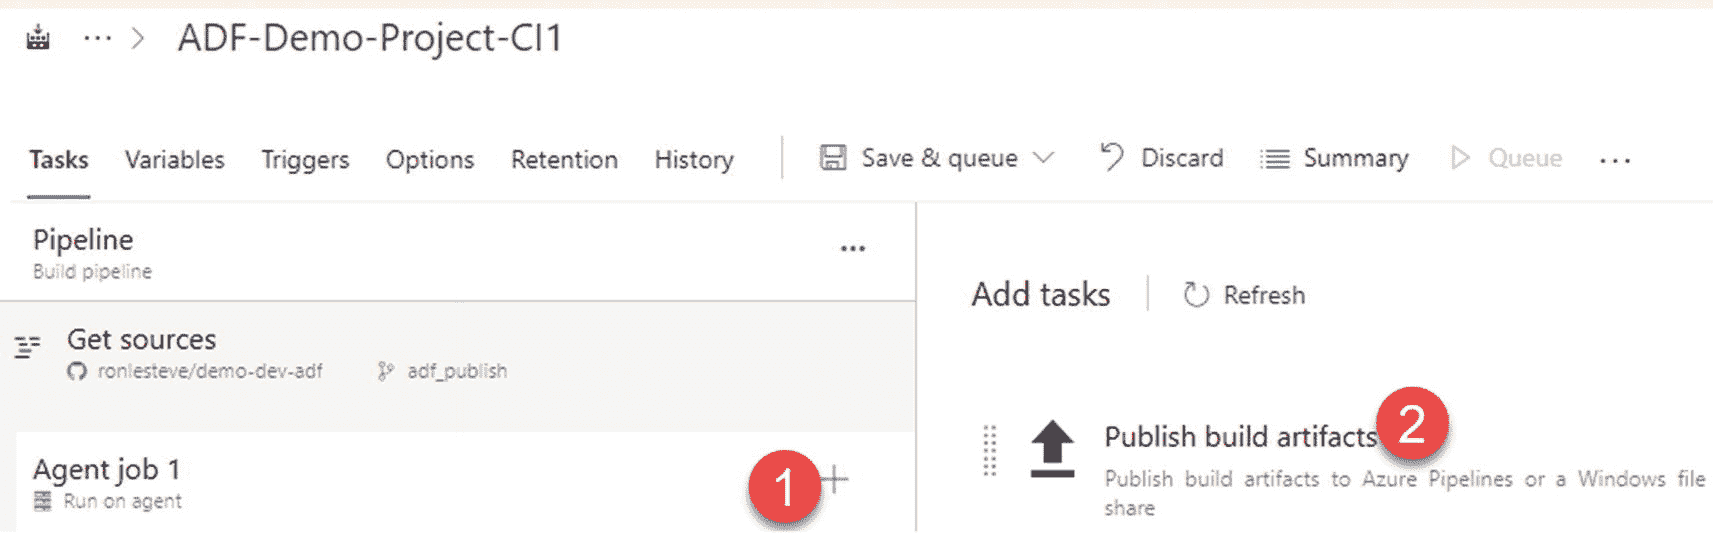 ... > ADF-Demo-Project-CI1
Tasks Variables Triggers Options Retention History Save & queue Discard Summary Queue ...
Pipeline ...
Build pipeline
Add tasks Refresh
Get sources
ronlesteve/demo-dev-adf adf_publish
Publish build artifacts 2
Publish build artifacts to Azure Pipelines or a Windows file
share
Agent job 1 1 +
Run on agent